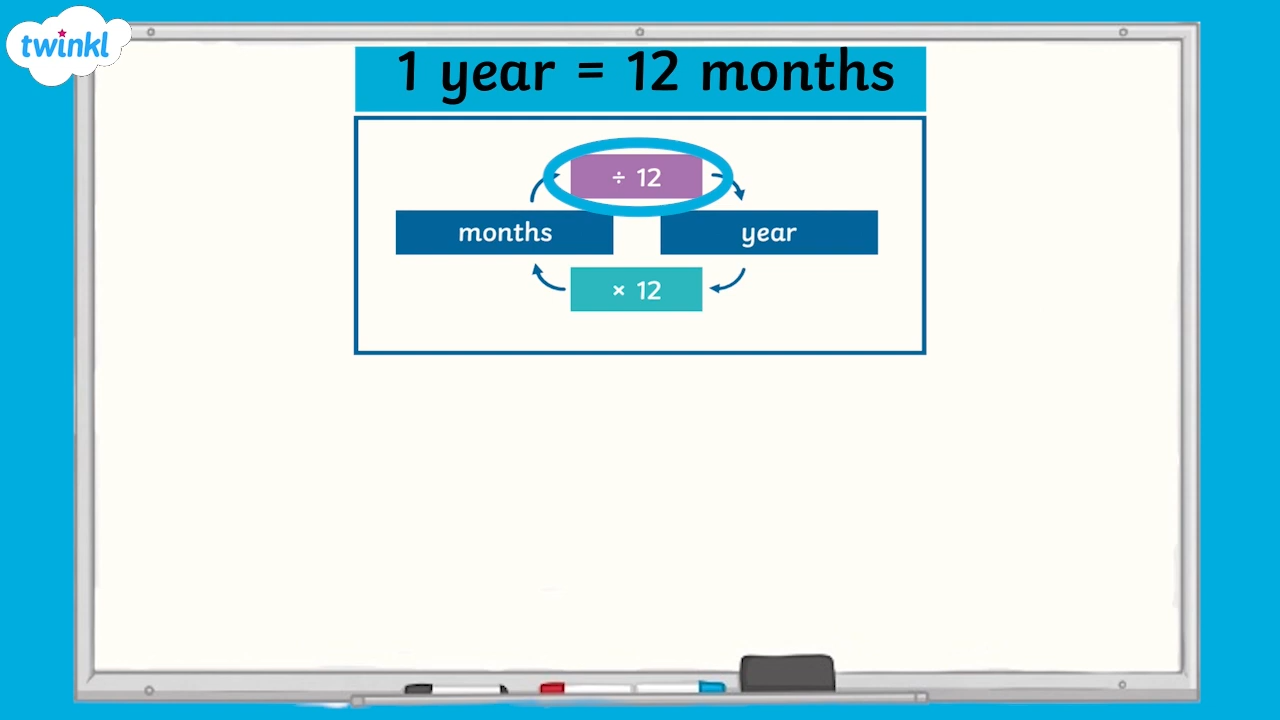 twinkl
1 year = 12 months
÷ 12
months year
× 12